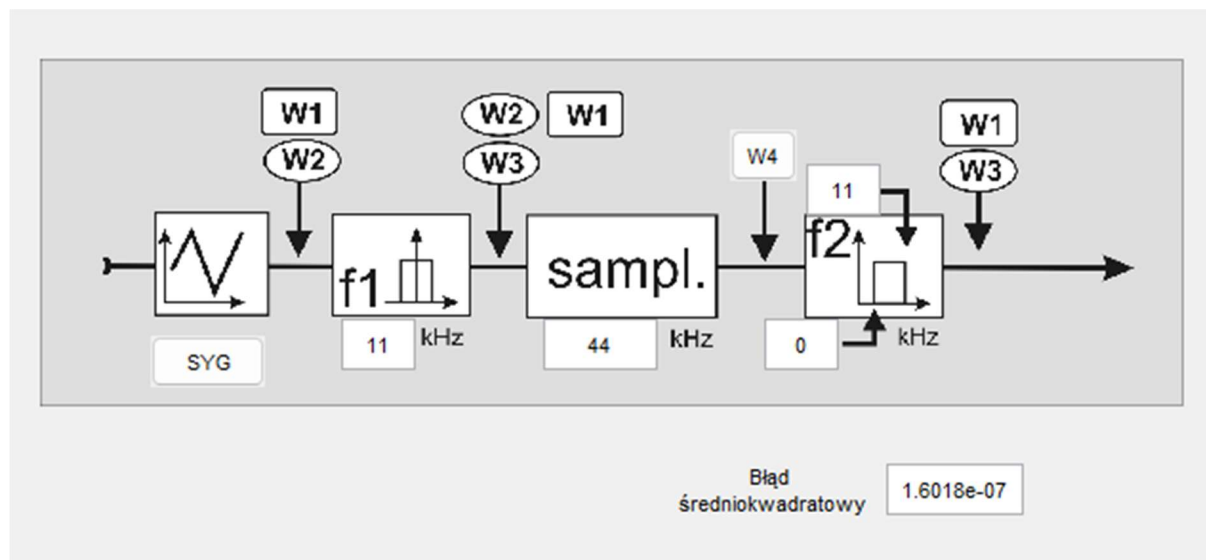 W1
W2
W2 W1
W3
W4
W1
W3
11
f1
sampl.
f2
11 kHz
44 kHz
0 kHz
SYG
Błąd
średniokwadratowy
1.6018e-07